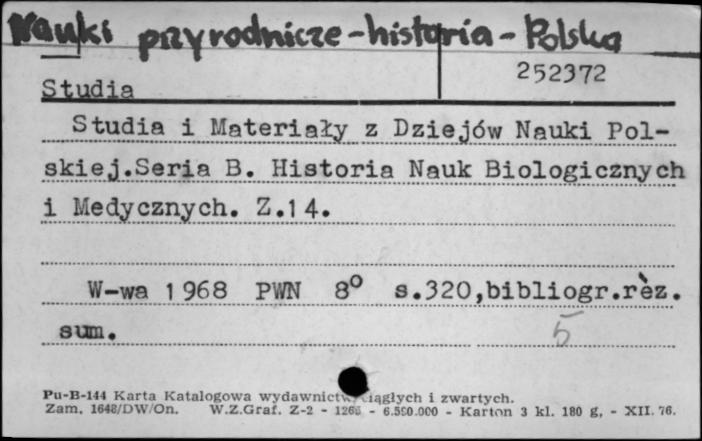 Nauki przyrodnicze-historia-Polska
252372
Studia
Studia i Materiały z Dziejów Nauki Pol-
skiej.Seria B. Historia Nauk Biologicznych
i Medycznych. Z.14.
W-wa 1968 PWN 8° s.320,bibliogr.rèz.
sum.
5
Pu-B-144 Karta Katalogowa wydawnictw ciągłych i zwartych.
Zam. 1648/DW/On. W.Z.Graf. Z-2 - - 6.500.000 - Karton 3 kl. 180 g, - XII. 76.